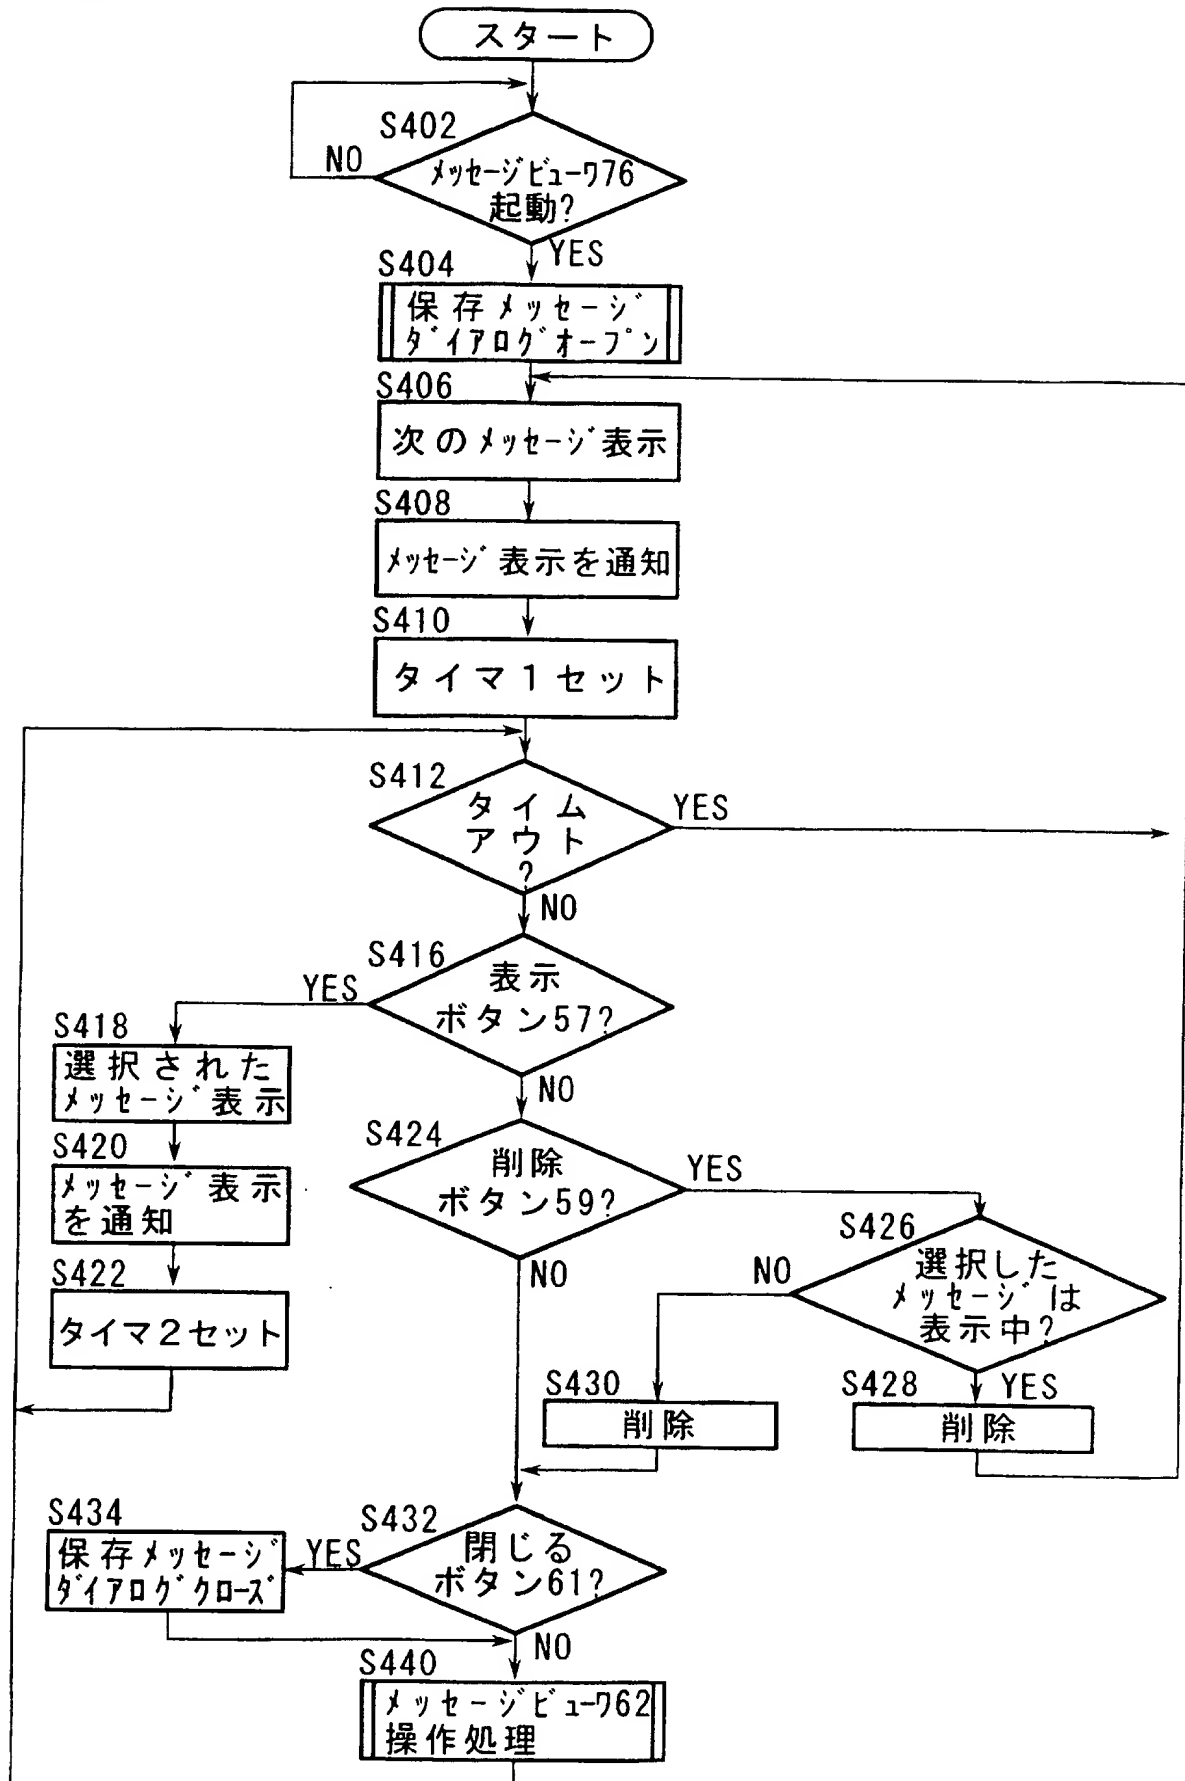 スタート
S402
NO
メッセージビューワ76
起動?
YES
S404
保存メッセージ
ダイアログオープン
S406
次のメッセージ表示
S408
メッセージ表示を通知
S410
タイマ1セット
S412
タイム
アウト
?
YES
NO
S416
表示
ボタン57?
YES
NO
S418
選択された
メッセージ表示
S420
メッセージ表示
を通知
S422
タイマ2セット
S424
削除
ボタン59?
YES
NO
S426
選択した
メッセージは
表示中?
NO
YES
S430
削除
S428
削除
S432
閉じる
ボタン61?
YES
NO
S434
保存メッセージ
ダイアログクローズ
S440
メッセージビューワ62
操作処理